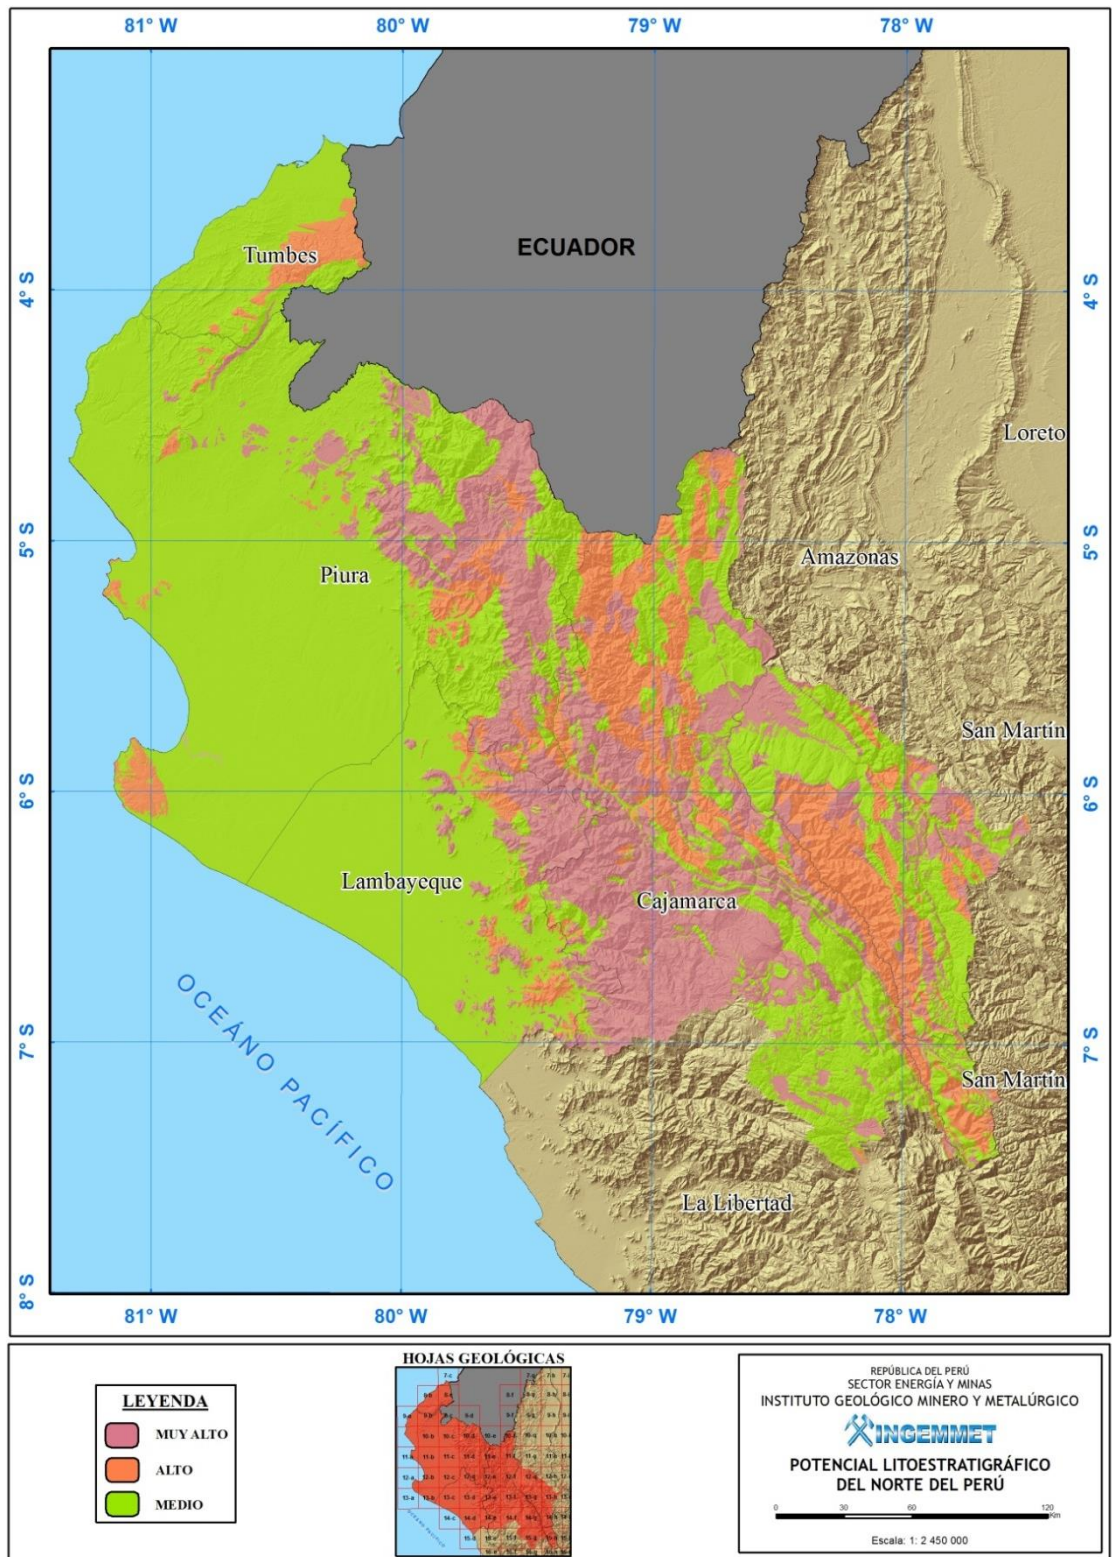 81° W 80° W 79° W 78° W
ECUADOR
Tumbes
4° S 4° S
Loreto
5° S 5° S
Amazonas
Piura
San Martín
6° S 6° S
Lambayeque
Cajamarca
OCEÁNO PACÍFICO
7° S 7° S
San Martín
La Libertad
8° S
81° W 80° W 79° W 78° W
HOJAS GEOLÓGICAS
LEYENDA
MUY ALTO
ALTO
MEDIO
REPÚBLICA DEL PERÚ
SECTOR ENERGÍA Y MINAS
INSTITUTO GEOLÓGICO MINERO Y METALÚRGICO
INGEMMET
POTENCIAL LITOESTRATIGRÁFICO
DEL NORTE DEL PERÚ
0 30 60 120
Km
Escala: 1: 2 450 000